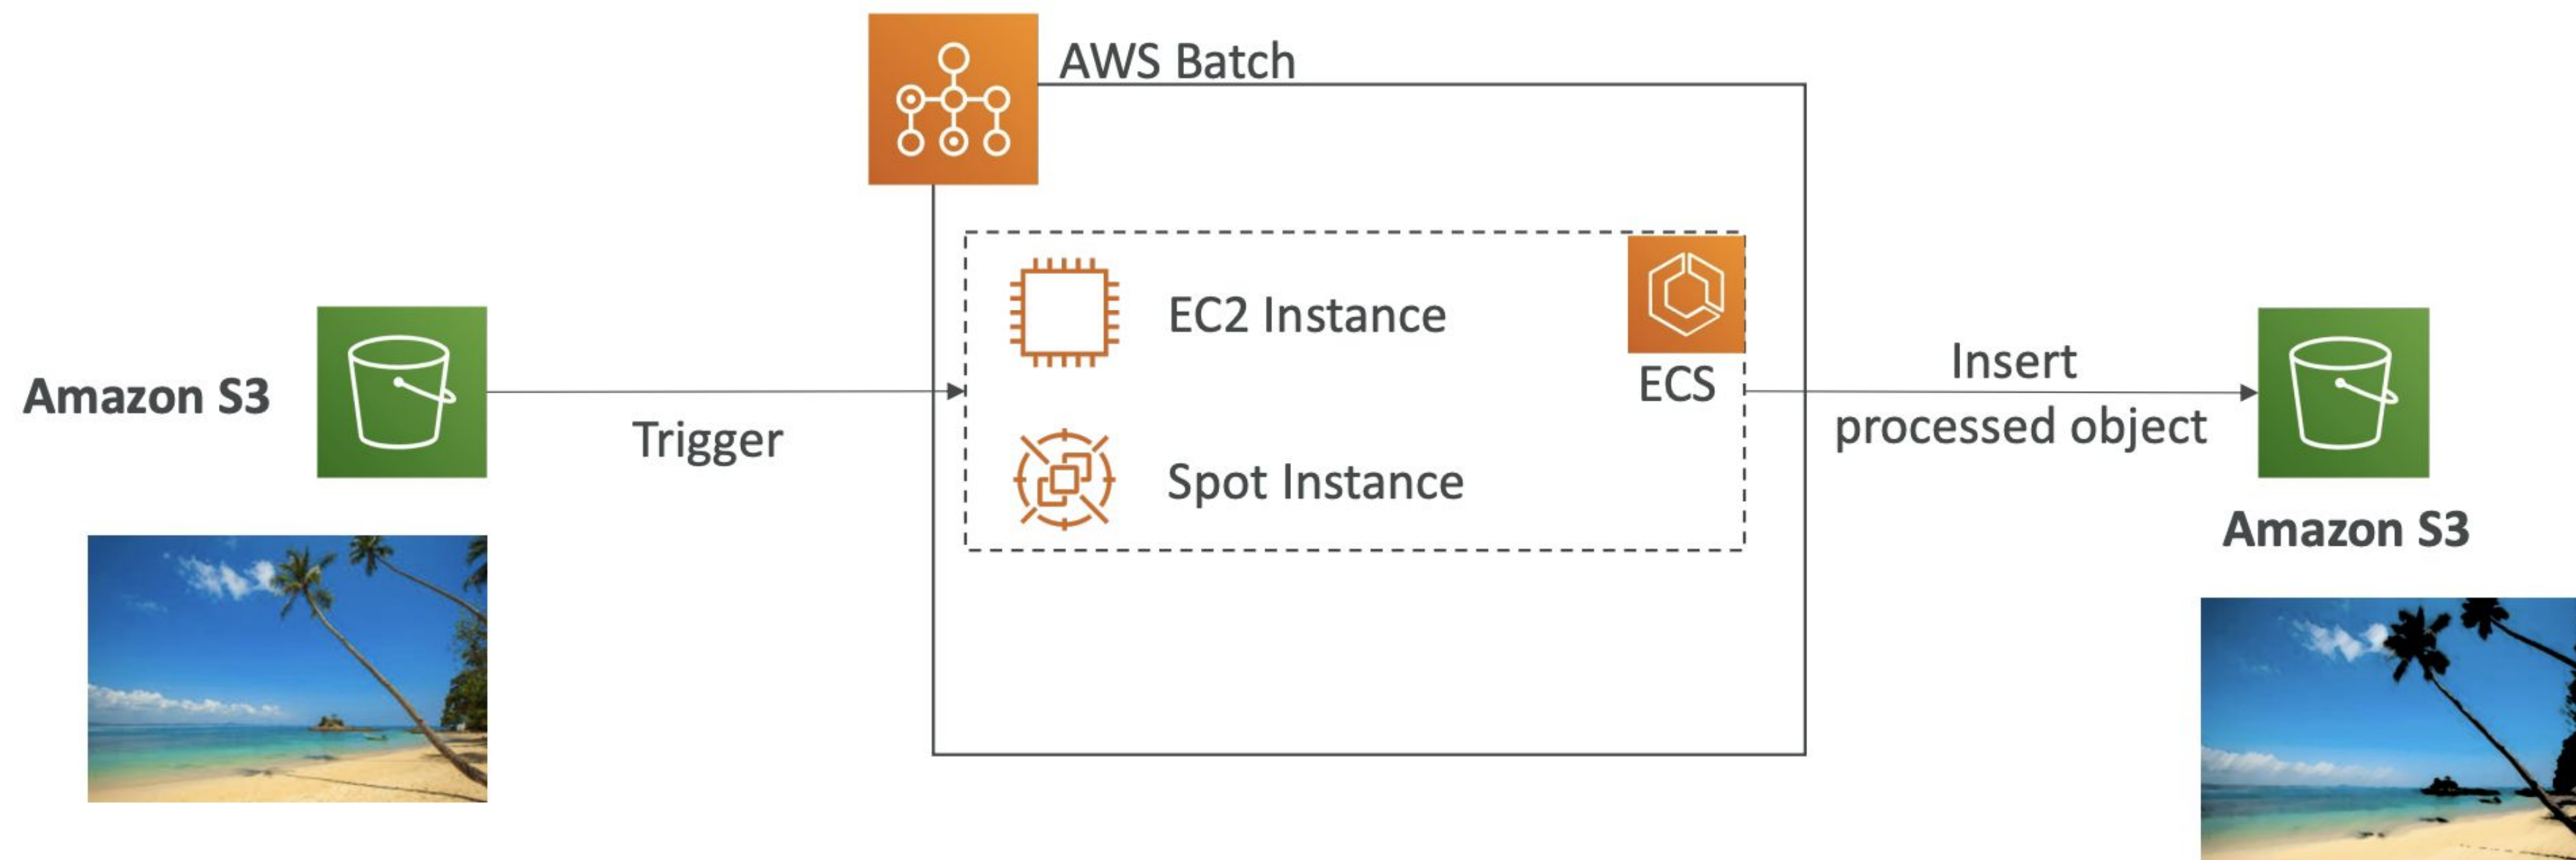 AWS Batch
EC2 Instance
ECS
Spot Instance
Amazon S3
Trigger
Insert
processed object
Amazon S3